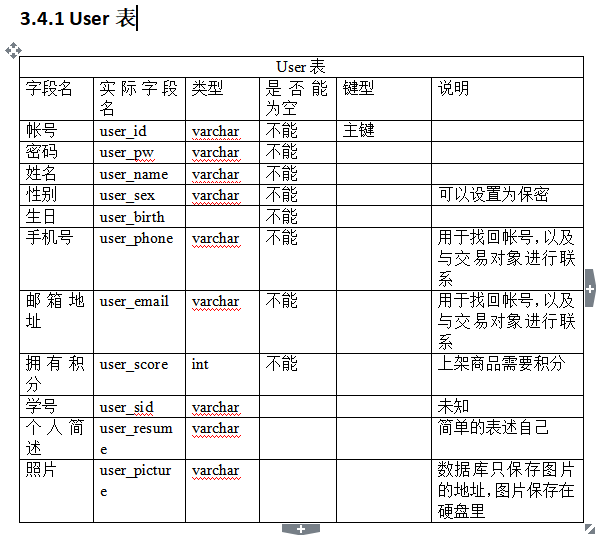 3.4.1 User 表
User 表
字段名 实际字段名 类型 是否能为空 键型 说明
帐号 user_id varchar 不能 主键
密码 user_pw varchar 不能
姓名 user_name varchar 不能
性别 user_sex varchar 不能 可以设置为保密
生日 user_birth 不能
手机号 user_phone varchar 不能 用于找回帐号，以及与交易对象进行联系
邮箱地址 user_email varchar 不能 用于找回帐号，以及与交易对象进行联系
拥有积分 user_score int 不能 上架商品需要积分
学号 user_sid varchar 未知
个人简述 user_resume varchar 简单的表述自己
照片 user_picture varchar 数据库只保存图片的地址，图片保存在硬盘里